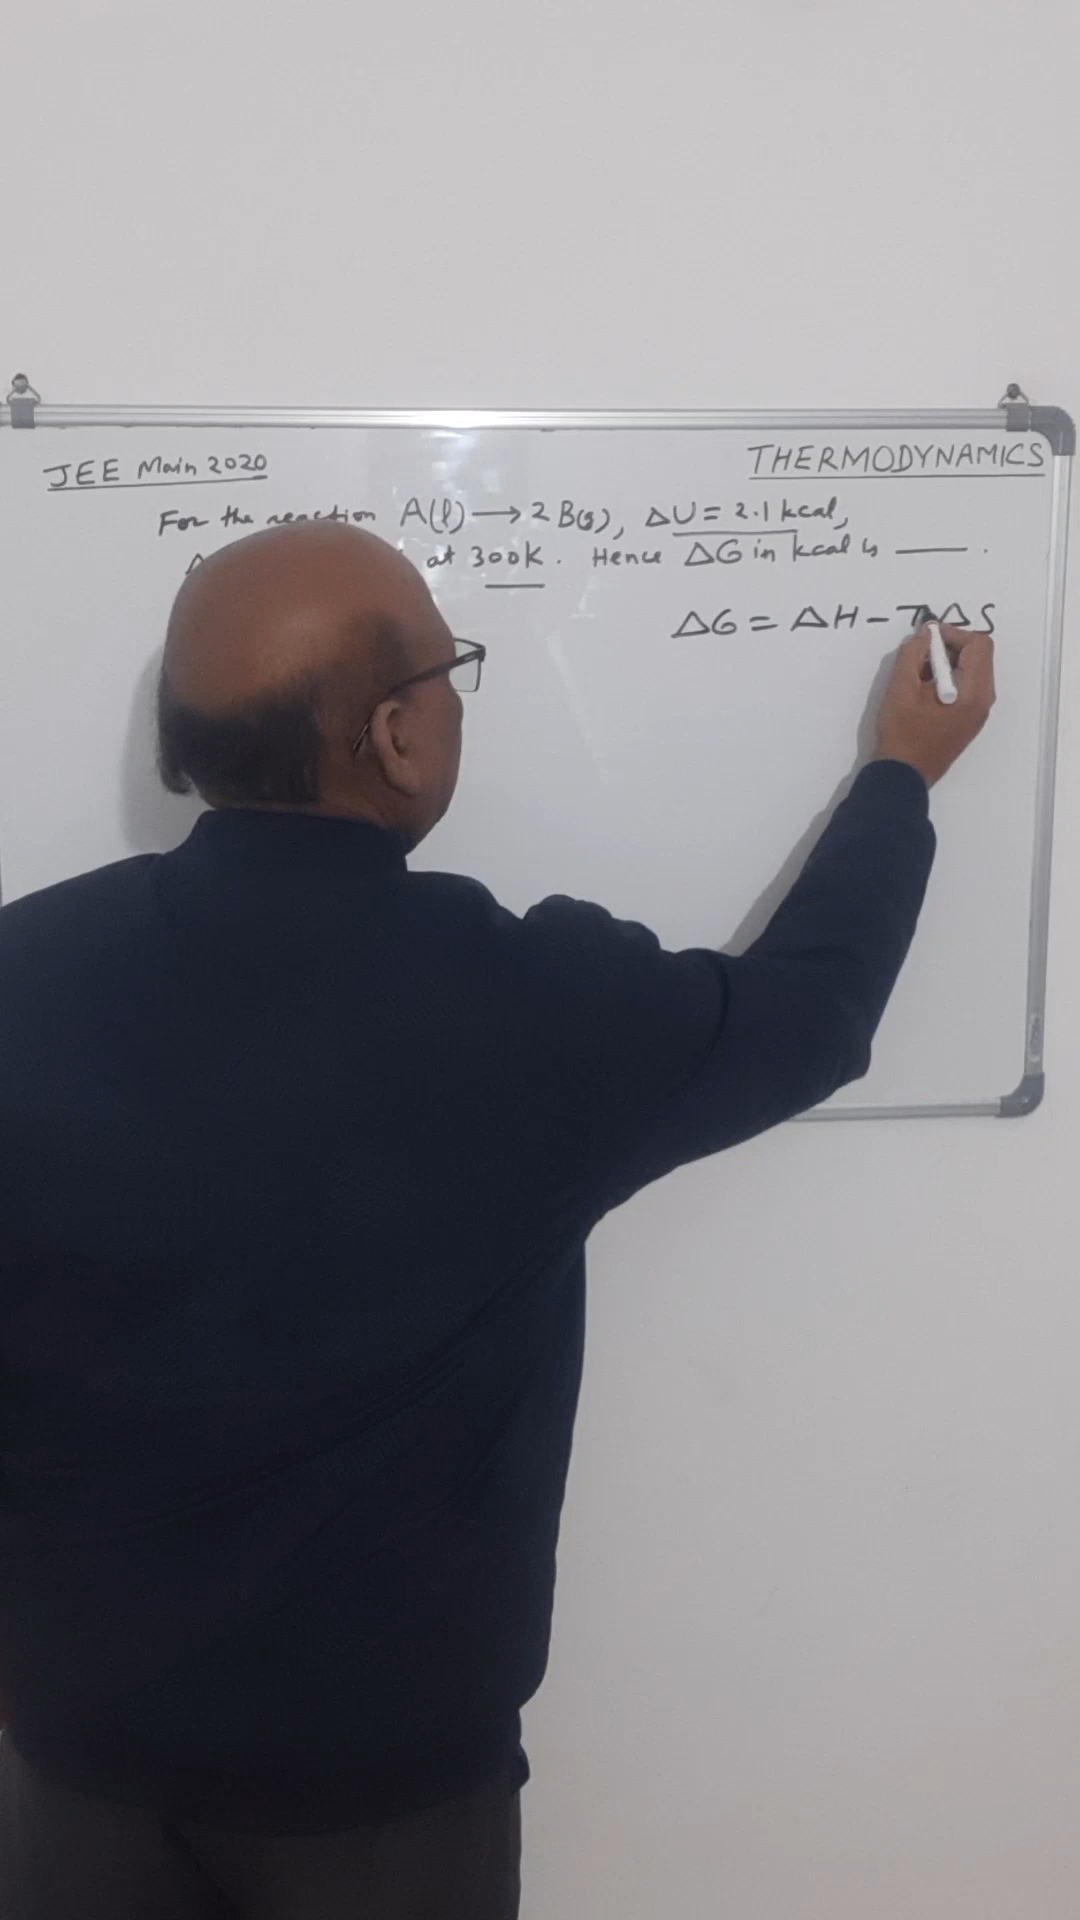 JEE Main 2020
THERMODYNAMICS
For the reaction A(l) → 2 B(g), ΔU = 2.1 kcal,
at 300K. Hence ΔG in kcal is ___.
ΔG = ΔH - TΔS